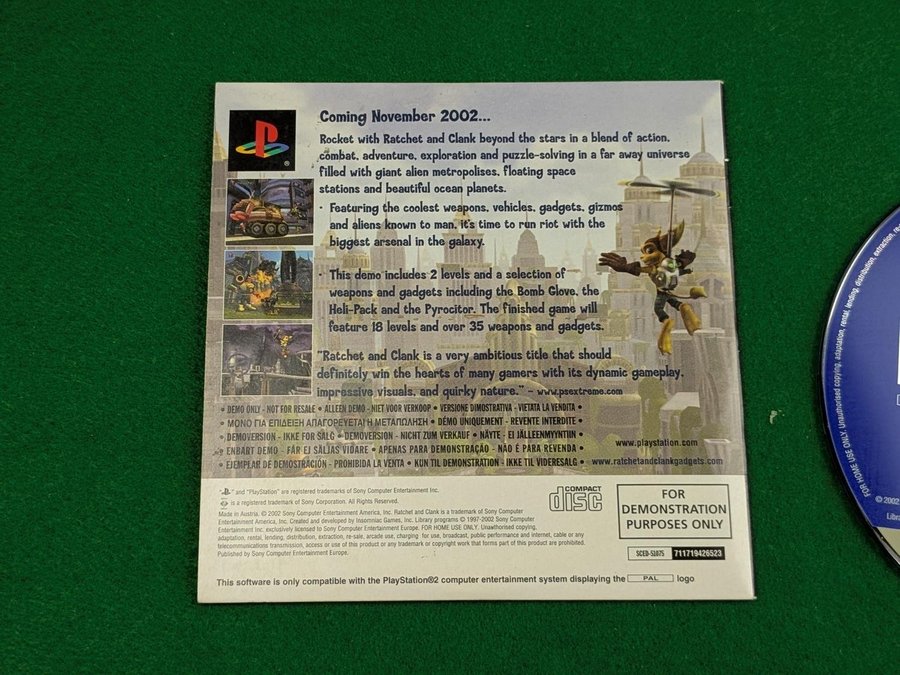 Coming November 2002...
Rocket with Ratchet and Clank beyond the stars in a blend of action,
combat, adventure, exploration and puzzle-solving in a far away universe
filled with giant alien metropolises, floating space
stations and beautiful ocean planets.
· Featuring the coolest weapons, vehicles, gadgets, gizmos
and aliens known to man, it's time to run riot with the
biggest arsenal in the galaxy.
· This demo includes 2 levels and a selection of
weapons and gadgets including the Bomb Glove, the
Heli-Pack and the Pyrocitor. The finished game will
feature 18 levels and over 35 weapons and gadgets.
"Ratchet and Clank is a very ambitious title that should
definitely win the hearts of many gamers with its dynamic gameplay,
impressive visuals, and quirky nature." - www.psextreme.com
• DEMO ONLY - NOT FOR RESALE • ALLEEN DEMO - NIET VOOR VERKOOP • VERSIONE DIMOSTRATIVA - VIETATA LA VENDITA •
• ΜΟΝΟ ΓΙΑ ΕΠΙΔΕΙΞΗ ΑΠΑΓΟΡΕΥΕΤΑΙ Η ΜΕΤΑΠΩΛΗΣΗ • DÉMO UNIQUEMENT - REVENTE INTERDITE •
• DEMOVERSION - IKKE FOR SALG • DEMOVERSION - NICHT ZUM VERKAUF • NÄYTE - EI JÄLLEENMYYNTIIN •
• ENBART DEMO - FÅR EJ SÄLJAS VIDARE • APENAS PARA DEMONSTRAÇÃO - NÃO É PARA REVENDA •
• EJEMPLAR DE DEMOSTRACIÓN - PROHIBIDA LA VENTA • KUN TIL DEMONSTRATION - IKKE TIL VIDERESALG •
www.playstation.com
www.ratchetandclankgadgets.com
" " and "PlayStation" are registered trademarks of Sony Computer Entertainment Inc.
is a registered trademark of Sony Corporation. All Rights Reserved.
Made in Austria. © 2002 Sony Computer Entertainment America, Inc. Ratchet and Clank is a trademark of Sony Computer
Entertainment America, Inc. Created and developed by Insomniac Games, Inc. Library programs © 1997-2002 Sony Computer
Entertainment Inc. exclusively licensed to Sony Computer Entertainment Europe. FOR HOME USE ONLY. Unauthorised copying,
adaptation, rental, lending, distribution, extraction, re-sale, arcade use, charging for use, broadcast, public performance and internet, cable or any
telecommunications transmission, access or use of this product or any trademark or copyright work that forms part of this product are prohibited.
Published by Sony Computer Entertainment Europe.
COMPACT
disc
FOR
DEMONSTRATION
PURPOSES ONLY
SCED-51075
711719426523
This software is only compatible with the PlayStation®2 computer entertainment system displaying the PAL logo
FOR HOME USE ONLY. Unauthorised copying, adaptation, rental, lending, distribution, extraction, re-
© 2002